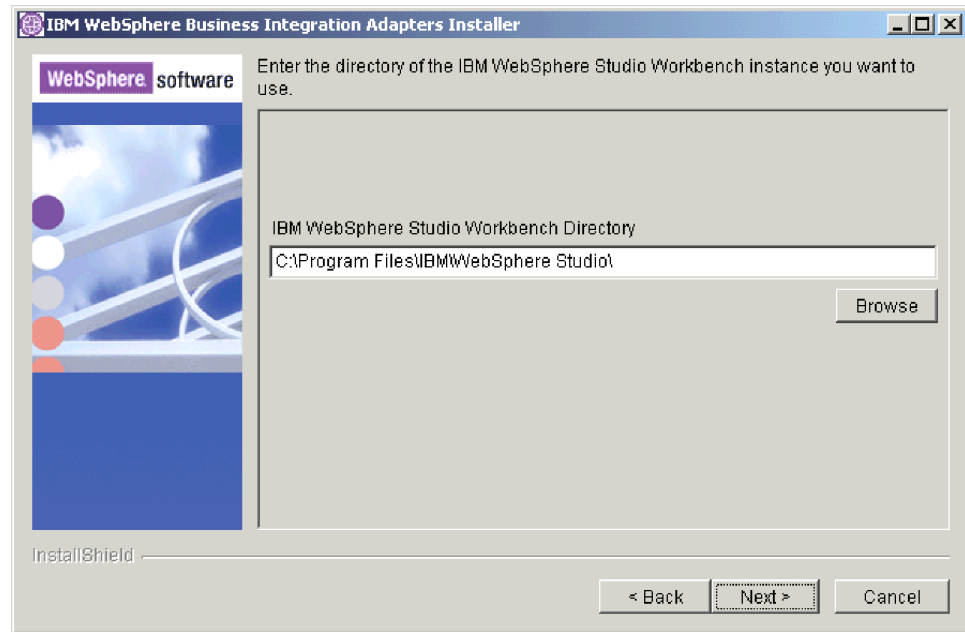 IBM WebSphere Business Integration Adapters Installer
WebSphere. software
Enter the directory of the IBM WebSphere Studio Workbench instance you want to
use.
IBM WebSphere Studio Workbench Directory
C:\Program Files\IBM\WebSphere Studio\
Browse
InstallShield
< Back
Next >
Cancel